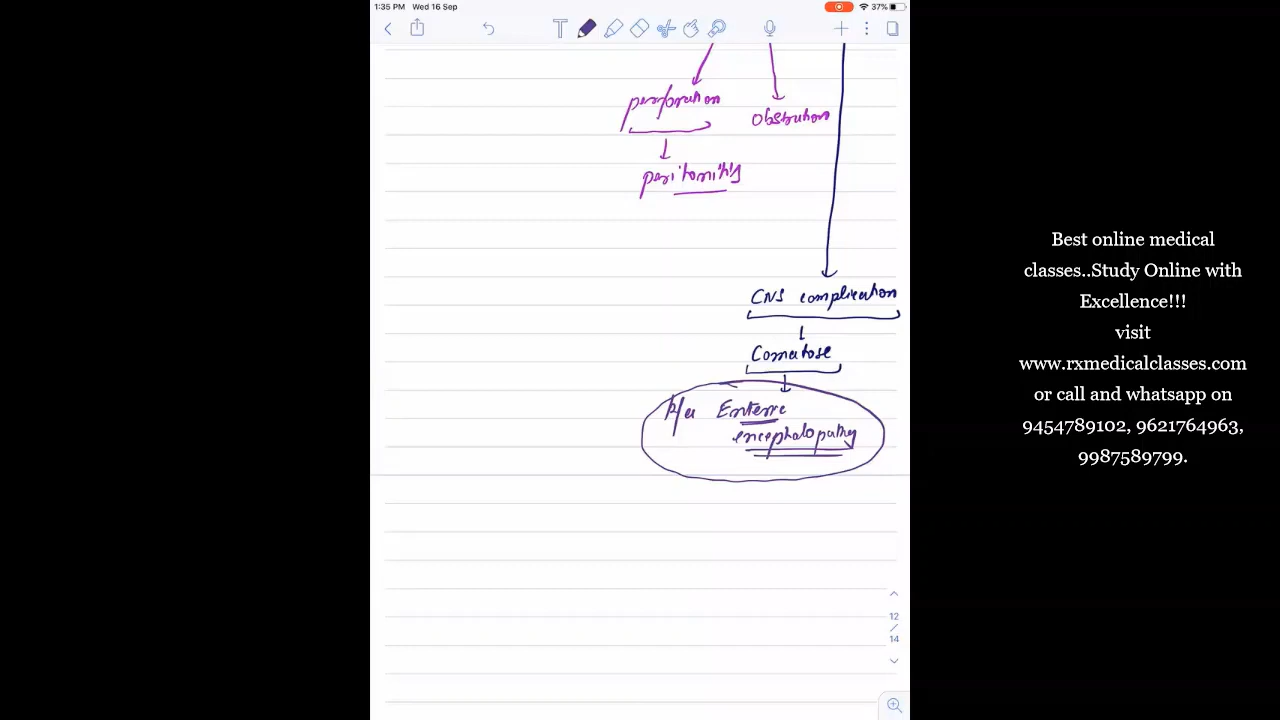 1:35 PM Wed 16 Sep
37%
perforation
Obstruction
peritonitis
CNS complication
Comatose
Enteric
encephalopathy
12
/
14
Best online medical
classes..Study Online with
Excellence!!!
visit
www.rxmedicalclasses.com
or call and whatsapp on
9454789102, 9621764963,
9987589799.